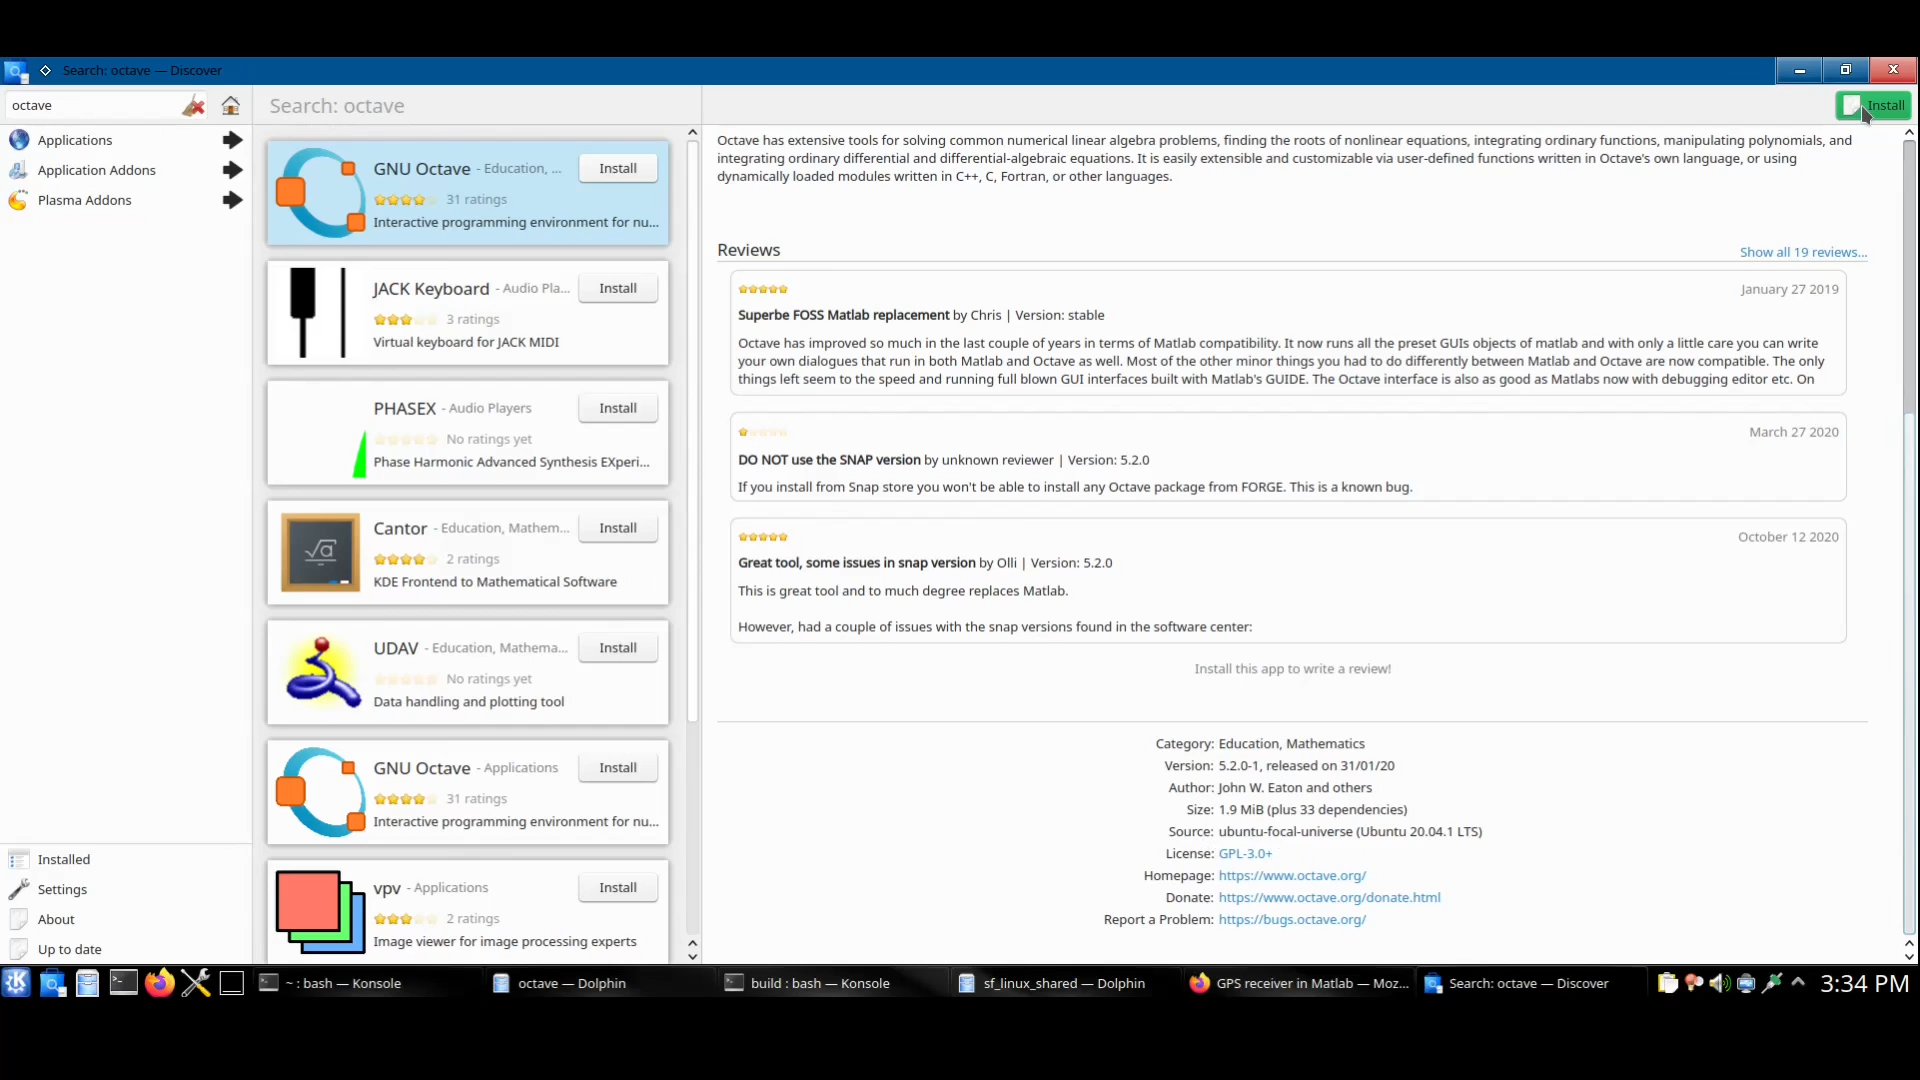 Search: octave — Discover
octave
Search: octave
Install
Applications
Application Addons
Plasma Addons
Installed
Settings
About
Up to date
GNU Octave - Education, ...
Install
31 ratings
Interactive programming environment for nu...
JACK Keyboard - Audio Pla...
Install
3 ratings
Virtual keyboard for JACK MIDI
PHASEX - Audio Players
Install
No ratings yet
Phase Harmonic Advanced Synthesis EXperi...
Cantor - Education, Mathem...
Install
2 ratings
KDE Frontend to Mathematical Software
UDAV - Education, Mathema...
Install
No ratings yet
Data handling and plotting tool
GNU Octave - Applications
Install
31 ratings
Interactive programming environment for nu...
vpv - Applications
Install
2 ratings
Image viewer for image processing experts
Octave has extensive tools for solving common numerical linear algebra problems, finding the roots of nonlinear equations, integrating ordinary functions, manipulating polynomials, and
integrating ordinary differential and differential-algebraic equations. It is easily extensible and customizable via user-defined functions written in Octave's own language, or using
dynamically loaded modules written in C++, C, Fortran, or other languages.
Reviews
Show all 19 reviews...
January 27 2019
Superbe FOSS Matlab replacement by Chris | Version: stable
Octave has improved so much in the last couple of years in terms of Matlab compatibility. It now runs all the preset GUIs objects of matlab and with only a little care you can write
your own dialogues that run in both Matlab and Octave as well. Most of the other minor things you had to do differently between Matlab and Octave are now compatible. The only
things left seem to the speed and running full blown GUI interfaces built with Matlab's GUIDE. The Octave interface is also as good as Matlabs now with debugging editor etc. On
March 27 2020
DO NOT use the SNAP version by unknown reviewer | Version: 5.2.0
If you install from Snap store you won't be able to install any Octave package from FORGE. This is a known bug.
October 12 2020
Great tool, some issues in snap version by Olli | Version: 5.2.0
This is great tool and to much degree replaces Matlab.
However, had a couple of issues with the snap versions found in the software center:
Install this app to write a review!
Category: Education, Mathematics
Version: 5.2.0-1, released on 31/01/20
Author: John W. Eaton and others
Size: 1.9 MiB (plus 33 dependencies)
Source: ubuntu-focal-universe (Ubuntu 20.04.1 LTS)
License: GPL-3.0+
Homepage: https://www.octave.org/
Donate: https://www.octave.org/donate.html
Report a Problem: https://bugs.octave.org/
~ : bash — Konsole
octave — Dolphin
build : bash — Konsole
sf_linux_shared — Dolphin
GPS receiver in Matlab — Moz...
Search: octave — Discover
3:34 PM